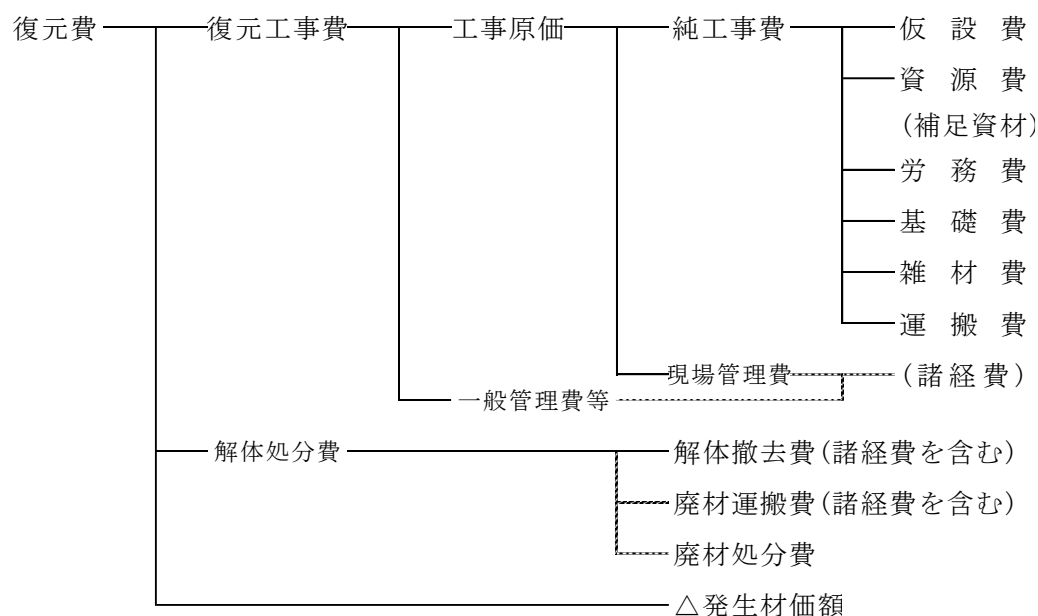 復元費 復元工事費 工事原価 純工事費 仮設費
資源費
(補足資材)
労務費
基礎費
雑材費
運搬費
現場管理費 (諸経費)
一般管理費等
解体処分費 解体撤去費(諸経費を含む)
廃材運搬費(諸経費を含む)
廃材処分費
△発生材価額